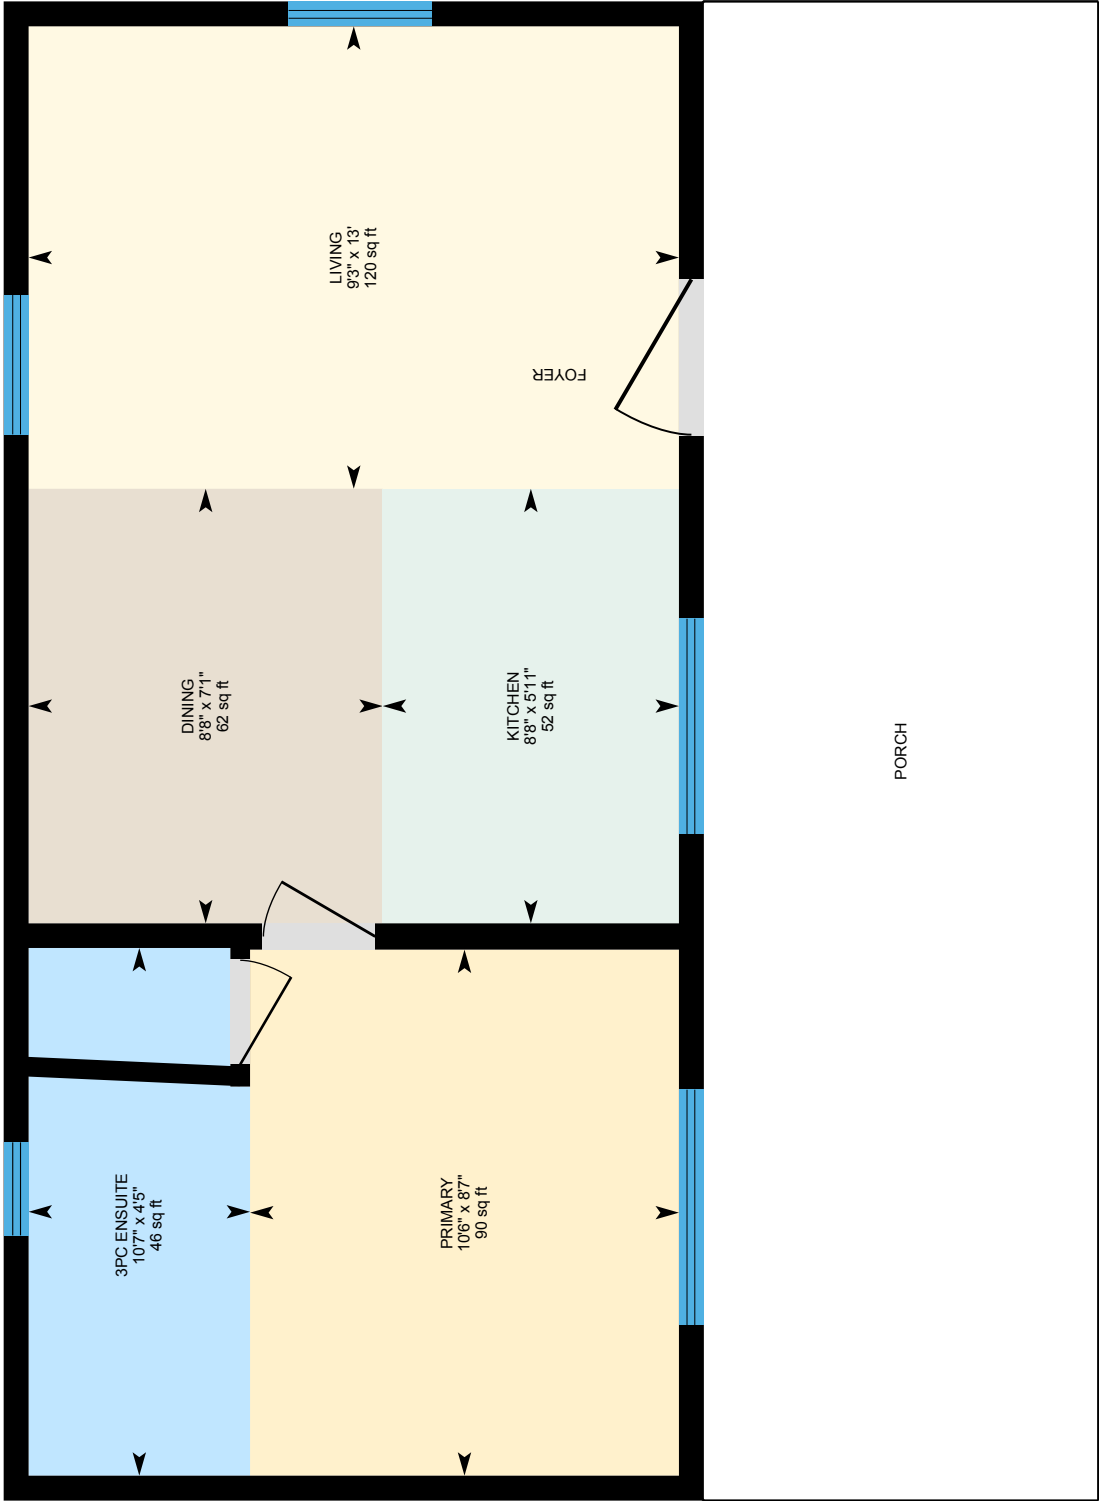 LIVING
9'3" x 13'
120 sq ft
FOYER
DINING
8'8" x 7'1"
62 sq ft
KITCHEN
8'8" x 5'11"
52 sq ft
PORCH
3PC ENSUITE
10'7" x 4'5"
46 sq ft
PRIMARY
10'6" x 8'7"
90 sq ft